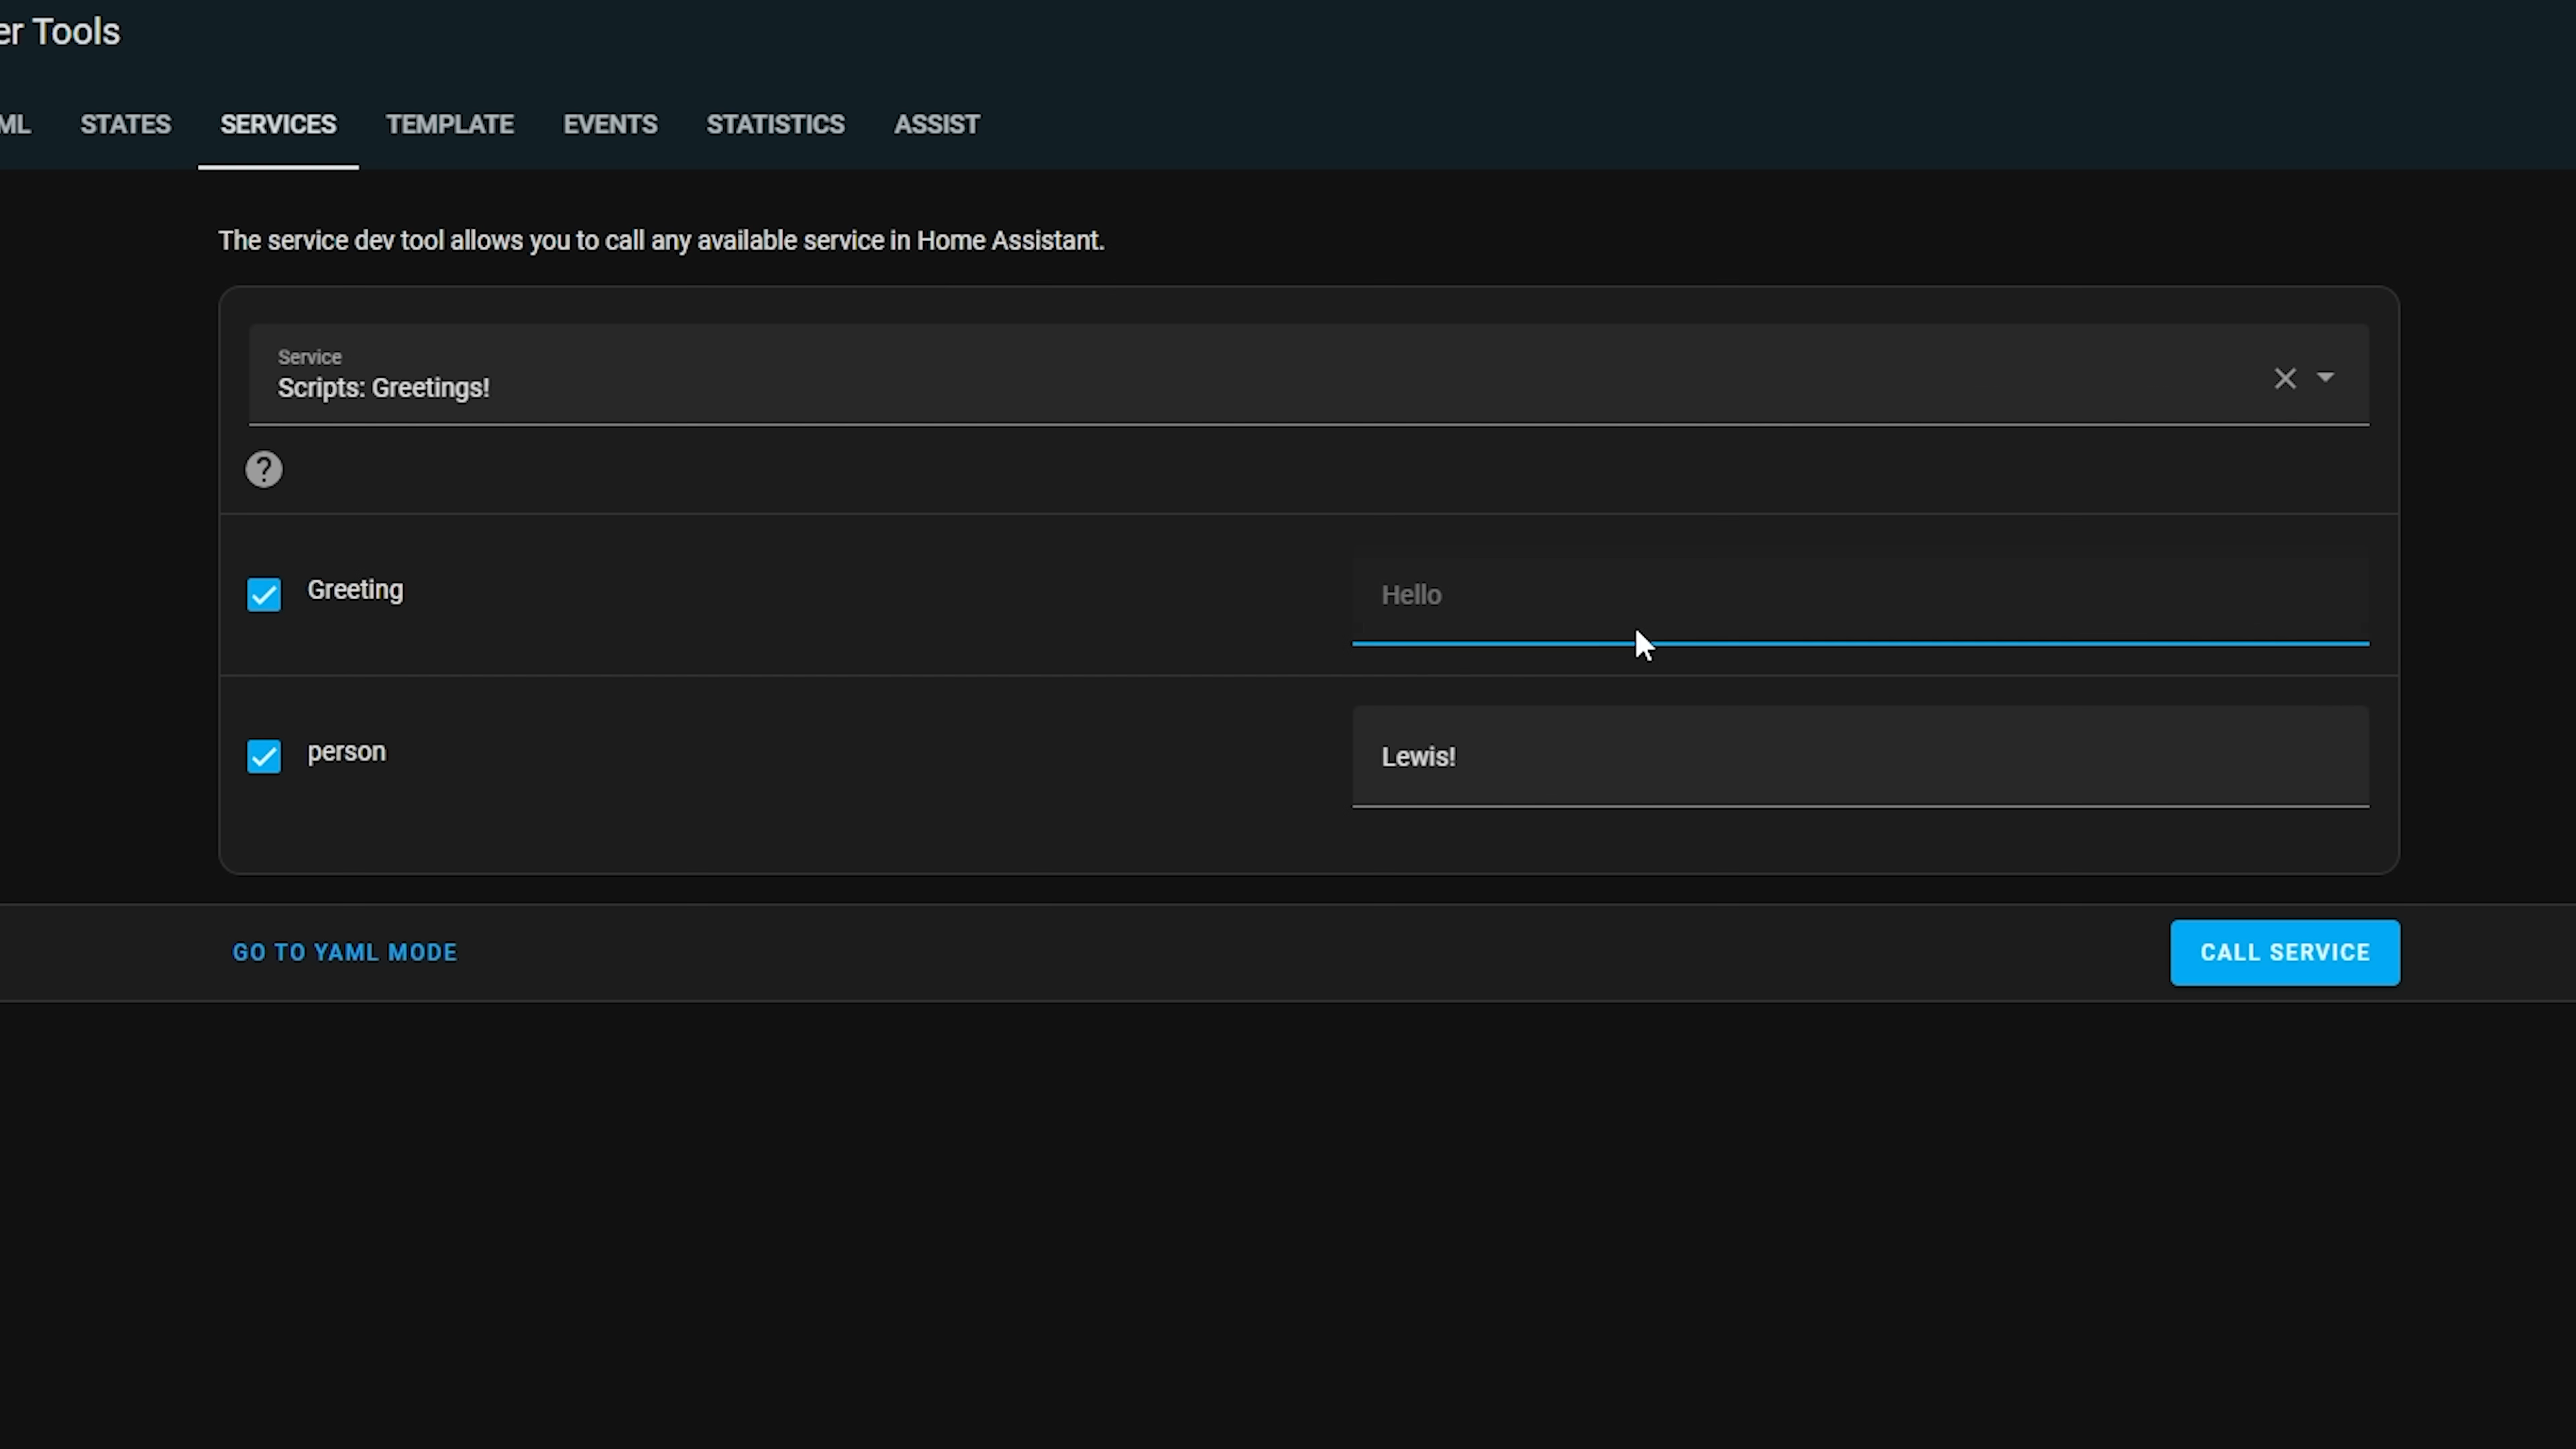 er Tools
ML STATES SERVICES TEMPLATE EVENTS STATISTICS ASSIST
The service dev tool allows you to call any available service in Home Assistant.
Service
Scripts: Greetings!
Greeting
Hello
person
Lewis!
GO TO YAML MODE
CALL SERVICE